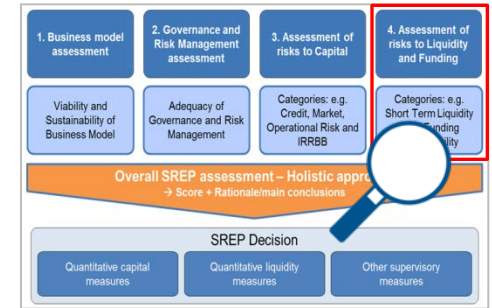 1. Business model
assessment
2. Governance and
Risk Management
assessment
3. Assessment of
risks to Capital
4. Assessment of
risks to Liquidity
and Funding
Viability and
Sustainability of
Business Model
Adequacy of
Governance and Risk
Management
Categories: e.g.
Credit, Market,
Operational Risk and
IRRBB
Categories: e.g.
Short Term Liquidity
Funding
Overall SREP assessment – Holistic
→ Score + Rationale/main conclusions
SREP Decision
Quantitative capital
measures
Quantitative liquidity
measures
Other supervisory
measures